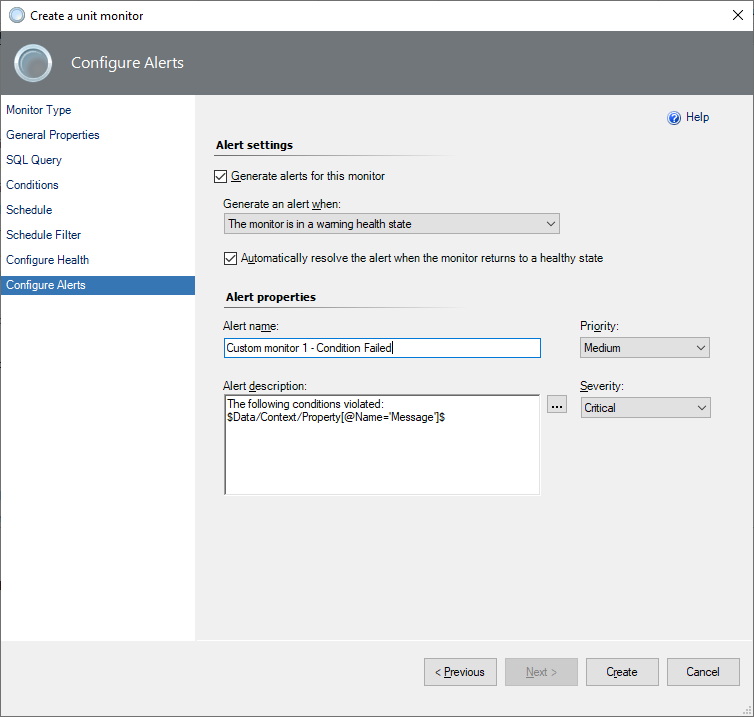 Create a unit monitor
Configure Alerts
Monitor Type
General Properties
SQL Query
Conditions
Schedule
Schedule Filter
Configure Health
Configure Alerts
Help
Alert settings
Generate alerts for this monitor
Generate an alert when:
The monitor is in a warning health state
Automatically resolve the alert when the monitor returns to a healthy state
Alert properties
Alert name:
Priority:
Custom monitor 1 - Condition Failed
Medium
Alert description:
Severity:
The following conditions violated:
$Data/Context/Property[@Name='Message']$
...
Critical
< Previous
Next >
Create
Cancel